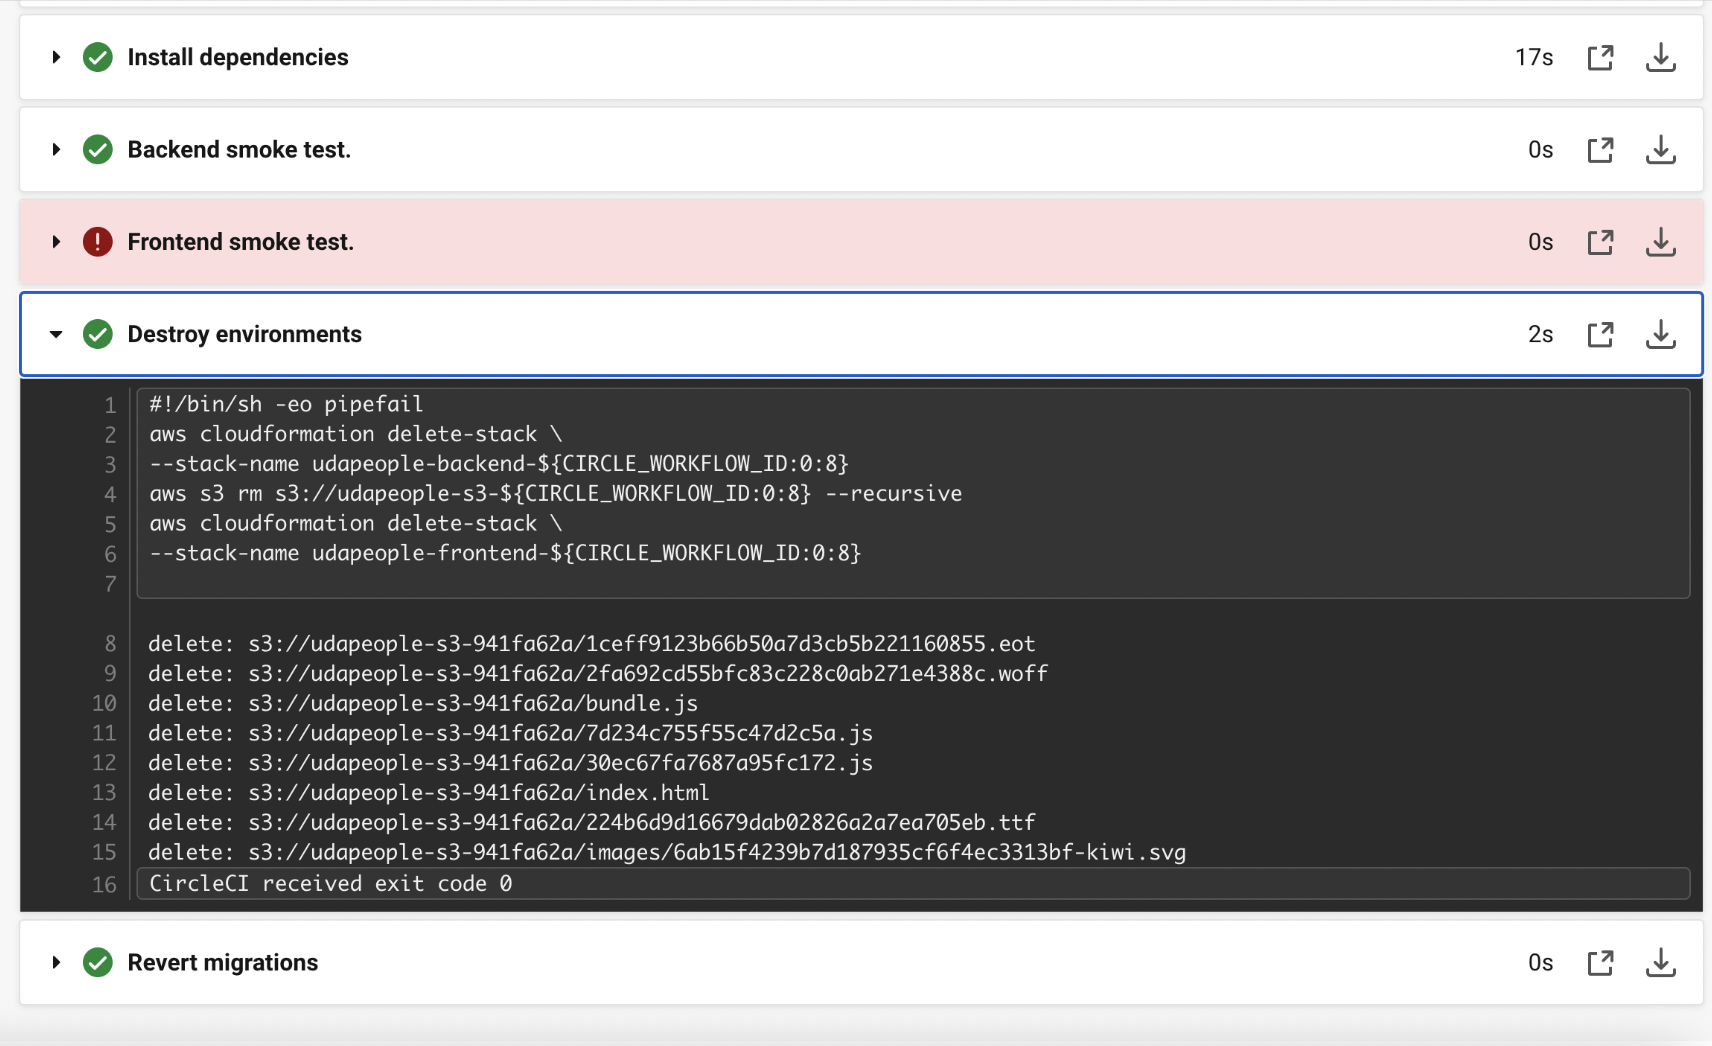 Install dependencies 17s
Backend smoke test. 0s
Frontend smoke test. 0s
Destroy environments 2s
1 #!/bin/sh -eo pipefail
2 aws cloudformation delete-stack \
3 --stack-name udapeople-backend-${CIRCLE_WORKFLOW_ID:0:8}
4 aws s3 rm s3://udapeople-s3-${CIRCLE_WORKFLOW_ID:0:8} --recursive
5 aws cloudformation delete-stack \
6 --stack-name udapeople-frontend-${CIRCLE_WORKFLOW_ID:0:8}
7
8 delete: s3://udapeople-s3-941fa62a/1ceff9123b66b50a7d3cb5b221160855.eot
9 delete: s3://udapeople-s3-941fa62a/2fa692cd55bfc83c228c0ab271e4388c.woff
10 delete: s3://udapeople-s3-941fa62a/bundle.js
11 delete: s3://udapeople-s3-941fa62a/7d234c755f55c47d2c5a.js
12 delete: s3://udapeople-s3-941fa62a/30ec67fa7687a95fc172.js
13 delete: s3://udapeople-s3-941fa62a/index.html
14 delete: s3://udapeople-s3-941fa62a/224b6d9d16679dab02826a2a7ea705eb.ttf
15 delete: s3://udapeople-s3-941fa62a/images/6ab15f4239b7d187935cf6f4ec3313bf-kiwi.svg
16 CircleCI received exit code 0
Revert migrations 0s